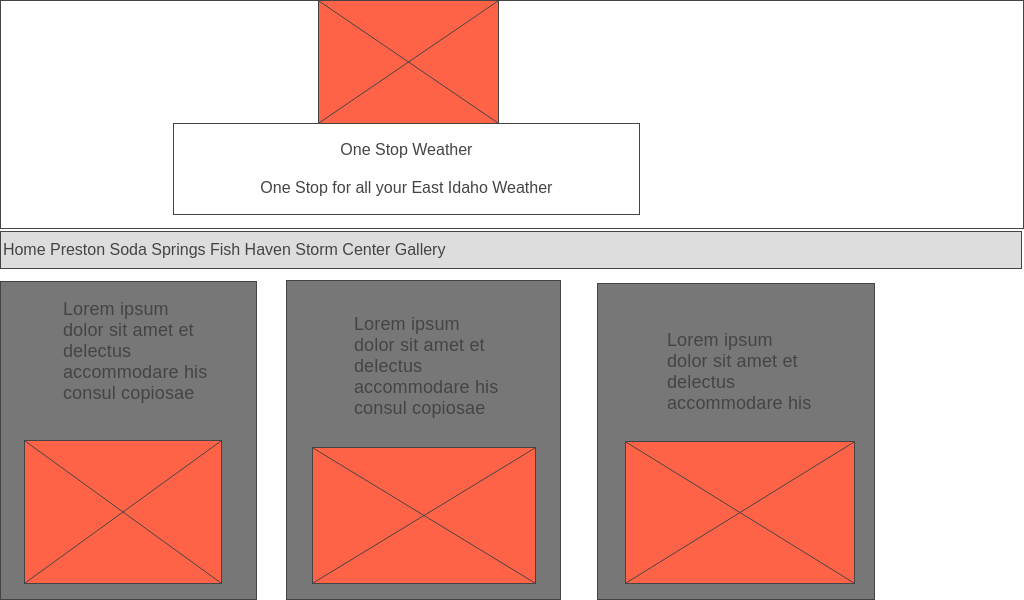 One Stop Weather
One Stop for all your East Idaho Weather
Home Preston Soda Springs Fish Haven Storm Center Gallery
Lorem ipsum
dolor sit amet et
delectus
accommodare his
consul copiosae
Lorem ipsum
dolor sit amet et
delectus
accommodare his
consul copiosae
Lorem ipsum
dolor sit amet et
delectus
accommodare his